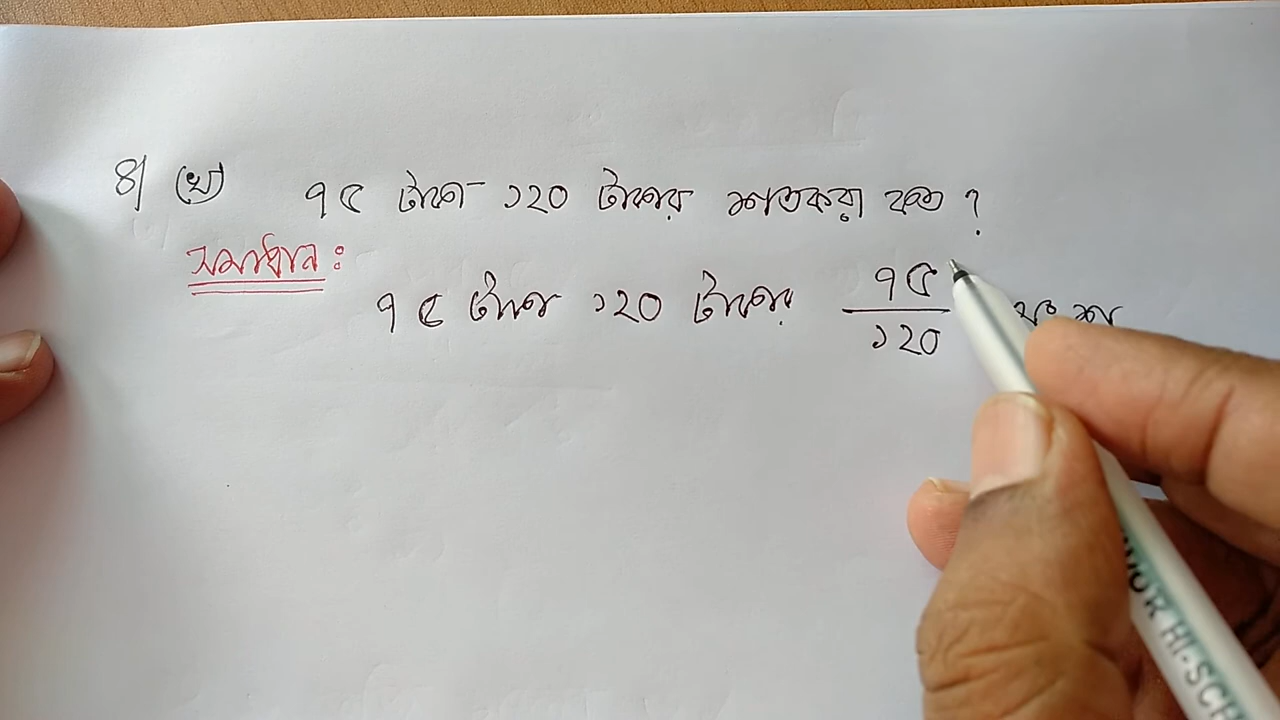 ৪। (খ) ৭৫ টাকা ১২০ টাকার শতকরা কত ?
সমাধান :
৭৫ টাকা ১২০ টাকার ৭৫/১২০ অংশ